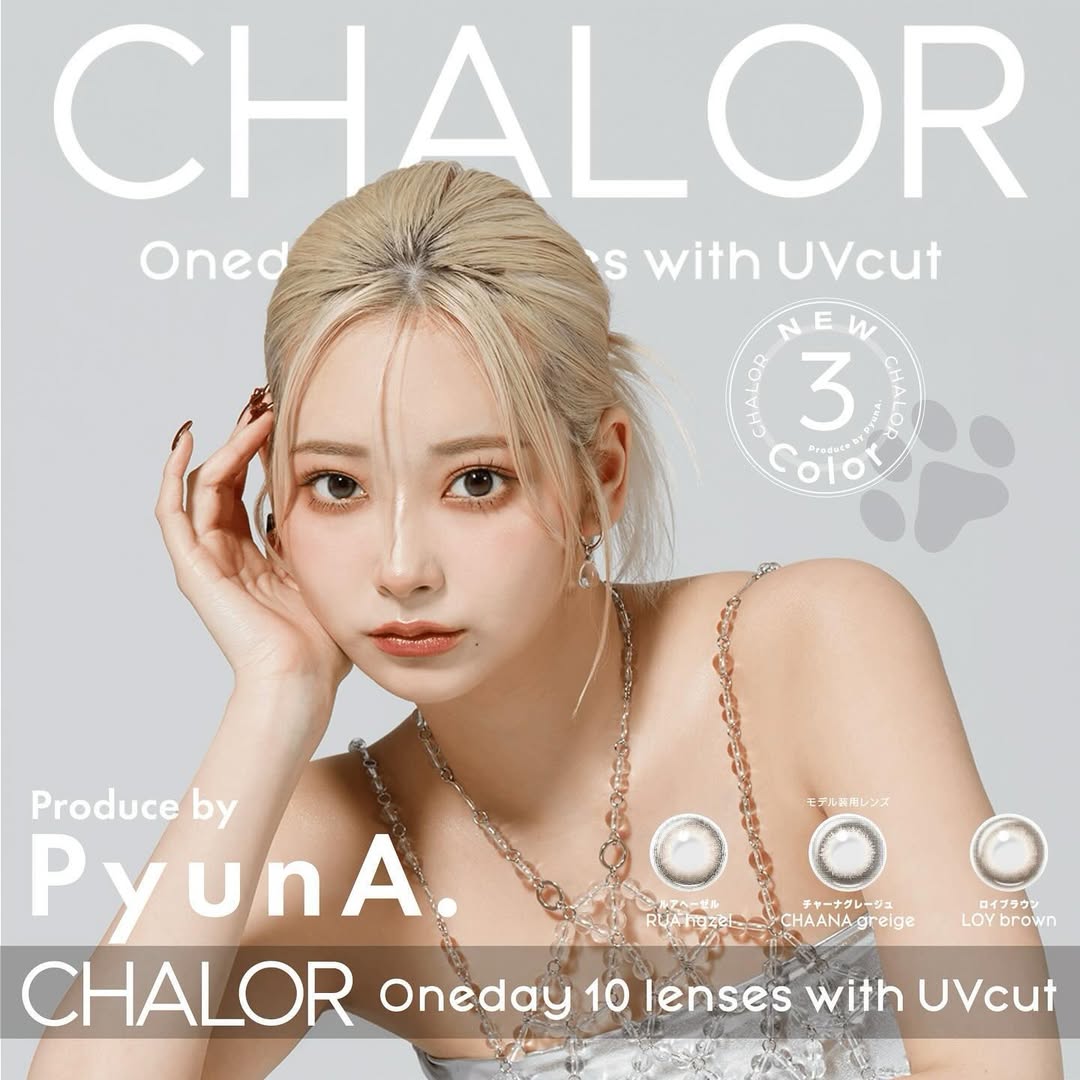 CHALOR
Oned s with UVcut
NEW
3
Color
CHALOR
CHALOR
Produce by PyunA.
Produce by
PyunA.
モデル装用レンズ
ルアヘーゼル
RUA hazel
チャーナグレージュ
CHAANA greige
ロイブラウン
LOY brown
CHALOR Oneday 10 lenses with UVcut